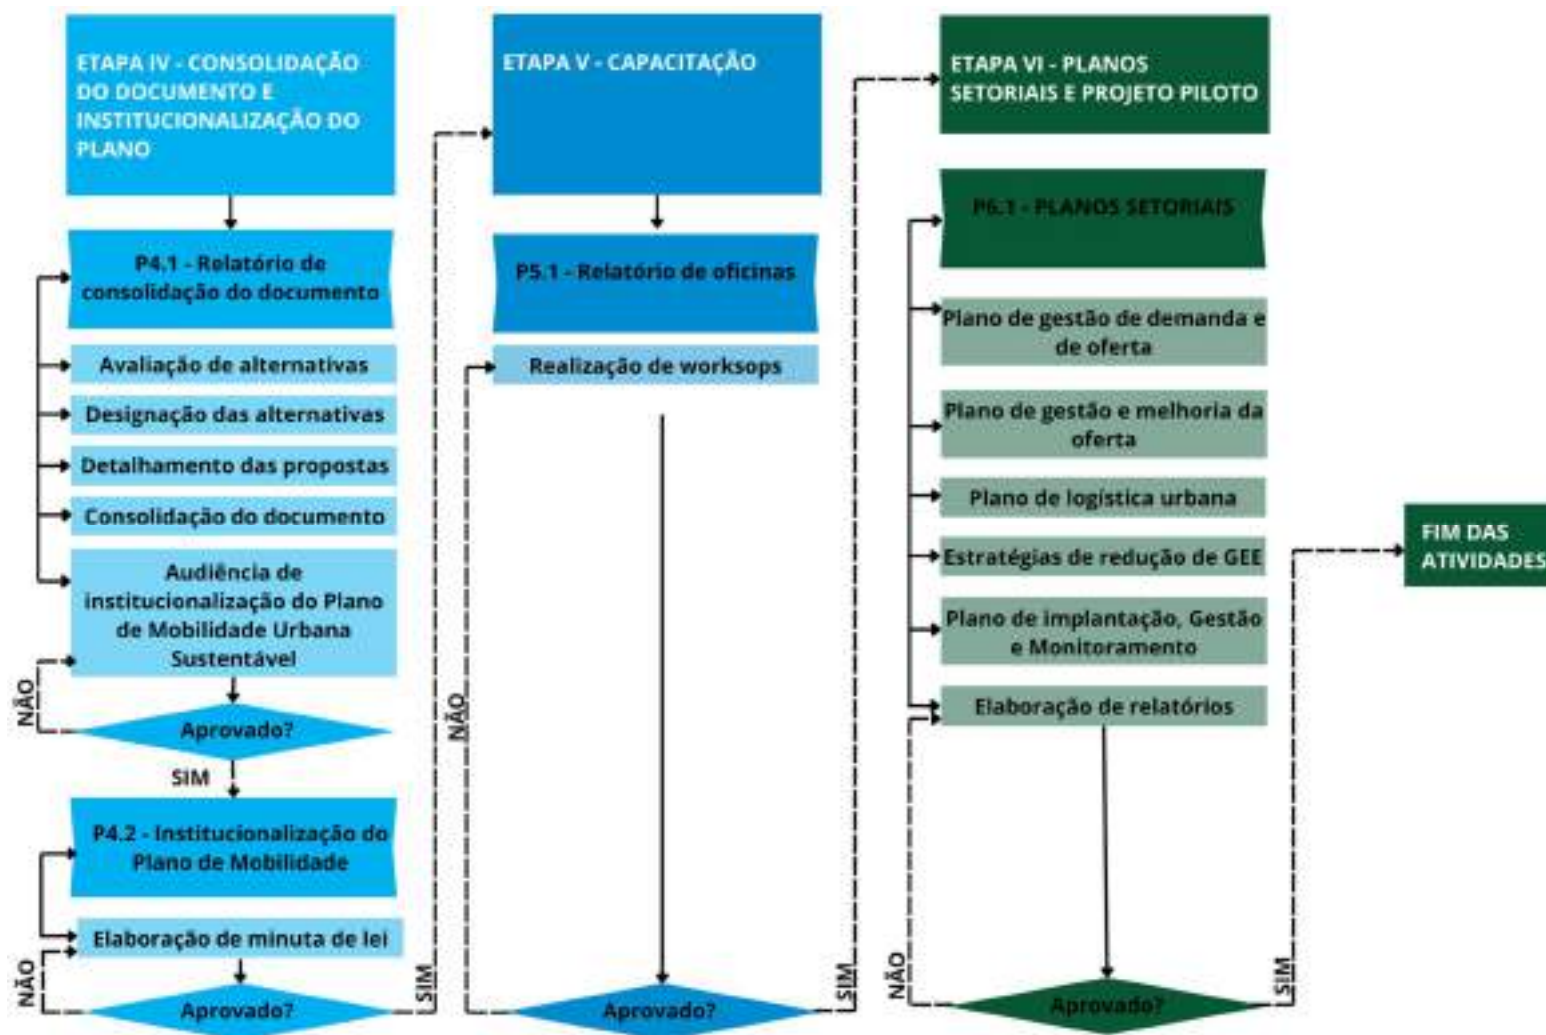 ETAPA IV - CONSOLIDAÇÃO
DO DOCUMENTO E
INSTITUCIONALIZAÇÃO DO
PLANO
P4.1 - Relatório de
consolidação do documento
Avaliação de alternativas
Designação das alternativas
Detalhamento das propostas
Consolidação do documento
Audiência de
institucionalização do Plano
de Mobilidade Urbana
Sustentável
NÃO
Aprovado?
SIM
P4.2 - Institucionalização do
Plano de Mobilidade
Elaboração de minuta de lei
NÃO
Aprovado?
SIM
ETAPA V - CAPACITAÇÃO
P5.1 - Relatório de oficinas
Realização de worksops
NÃO
Aprovado?
SIM
ETAPA VI - PLANOS
SETORIAIS E PROJETO PILOTO
P6.1 - PLANOS SETORIAIS
Plano de gestão de demanda e
de oferta
Plano de gestão e melhoria da
oferta
Plano de logística urbana
Estratégias de redução de GEE
Plano de implantação, Gestão
e Monitoramento
Elaboração de relatórios
NÃO
Aprovado?
SIM
FIM DAS
ATIVIDADES